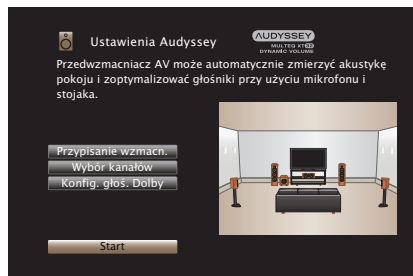 Ustawienia Audyssey
AUDYSSEY
MULTEQ XT32
DYNAMIC VOLUME
Przedwzmacniacz AV może automatycznie zmierzyć akustykę
pokoju i zoptymalizować głośniki przy użyciu mikrofonu i
stojaka.
Przypisanie wzmacn.
Wybór kanałów
Konfig. głoś. Dolby
Start